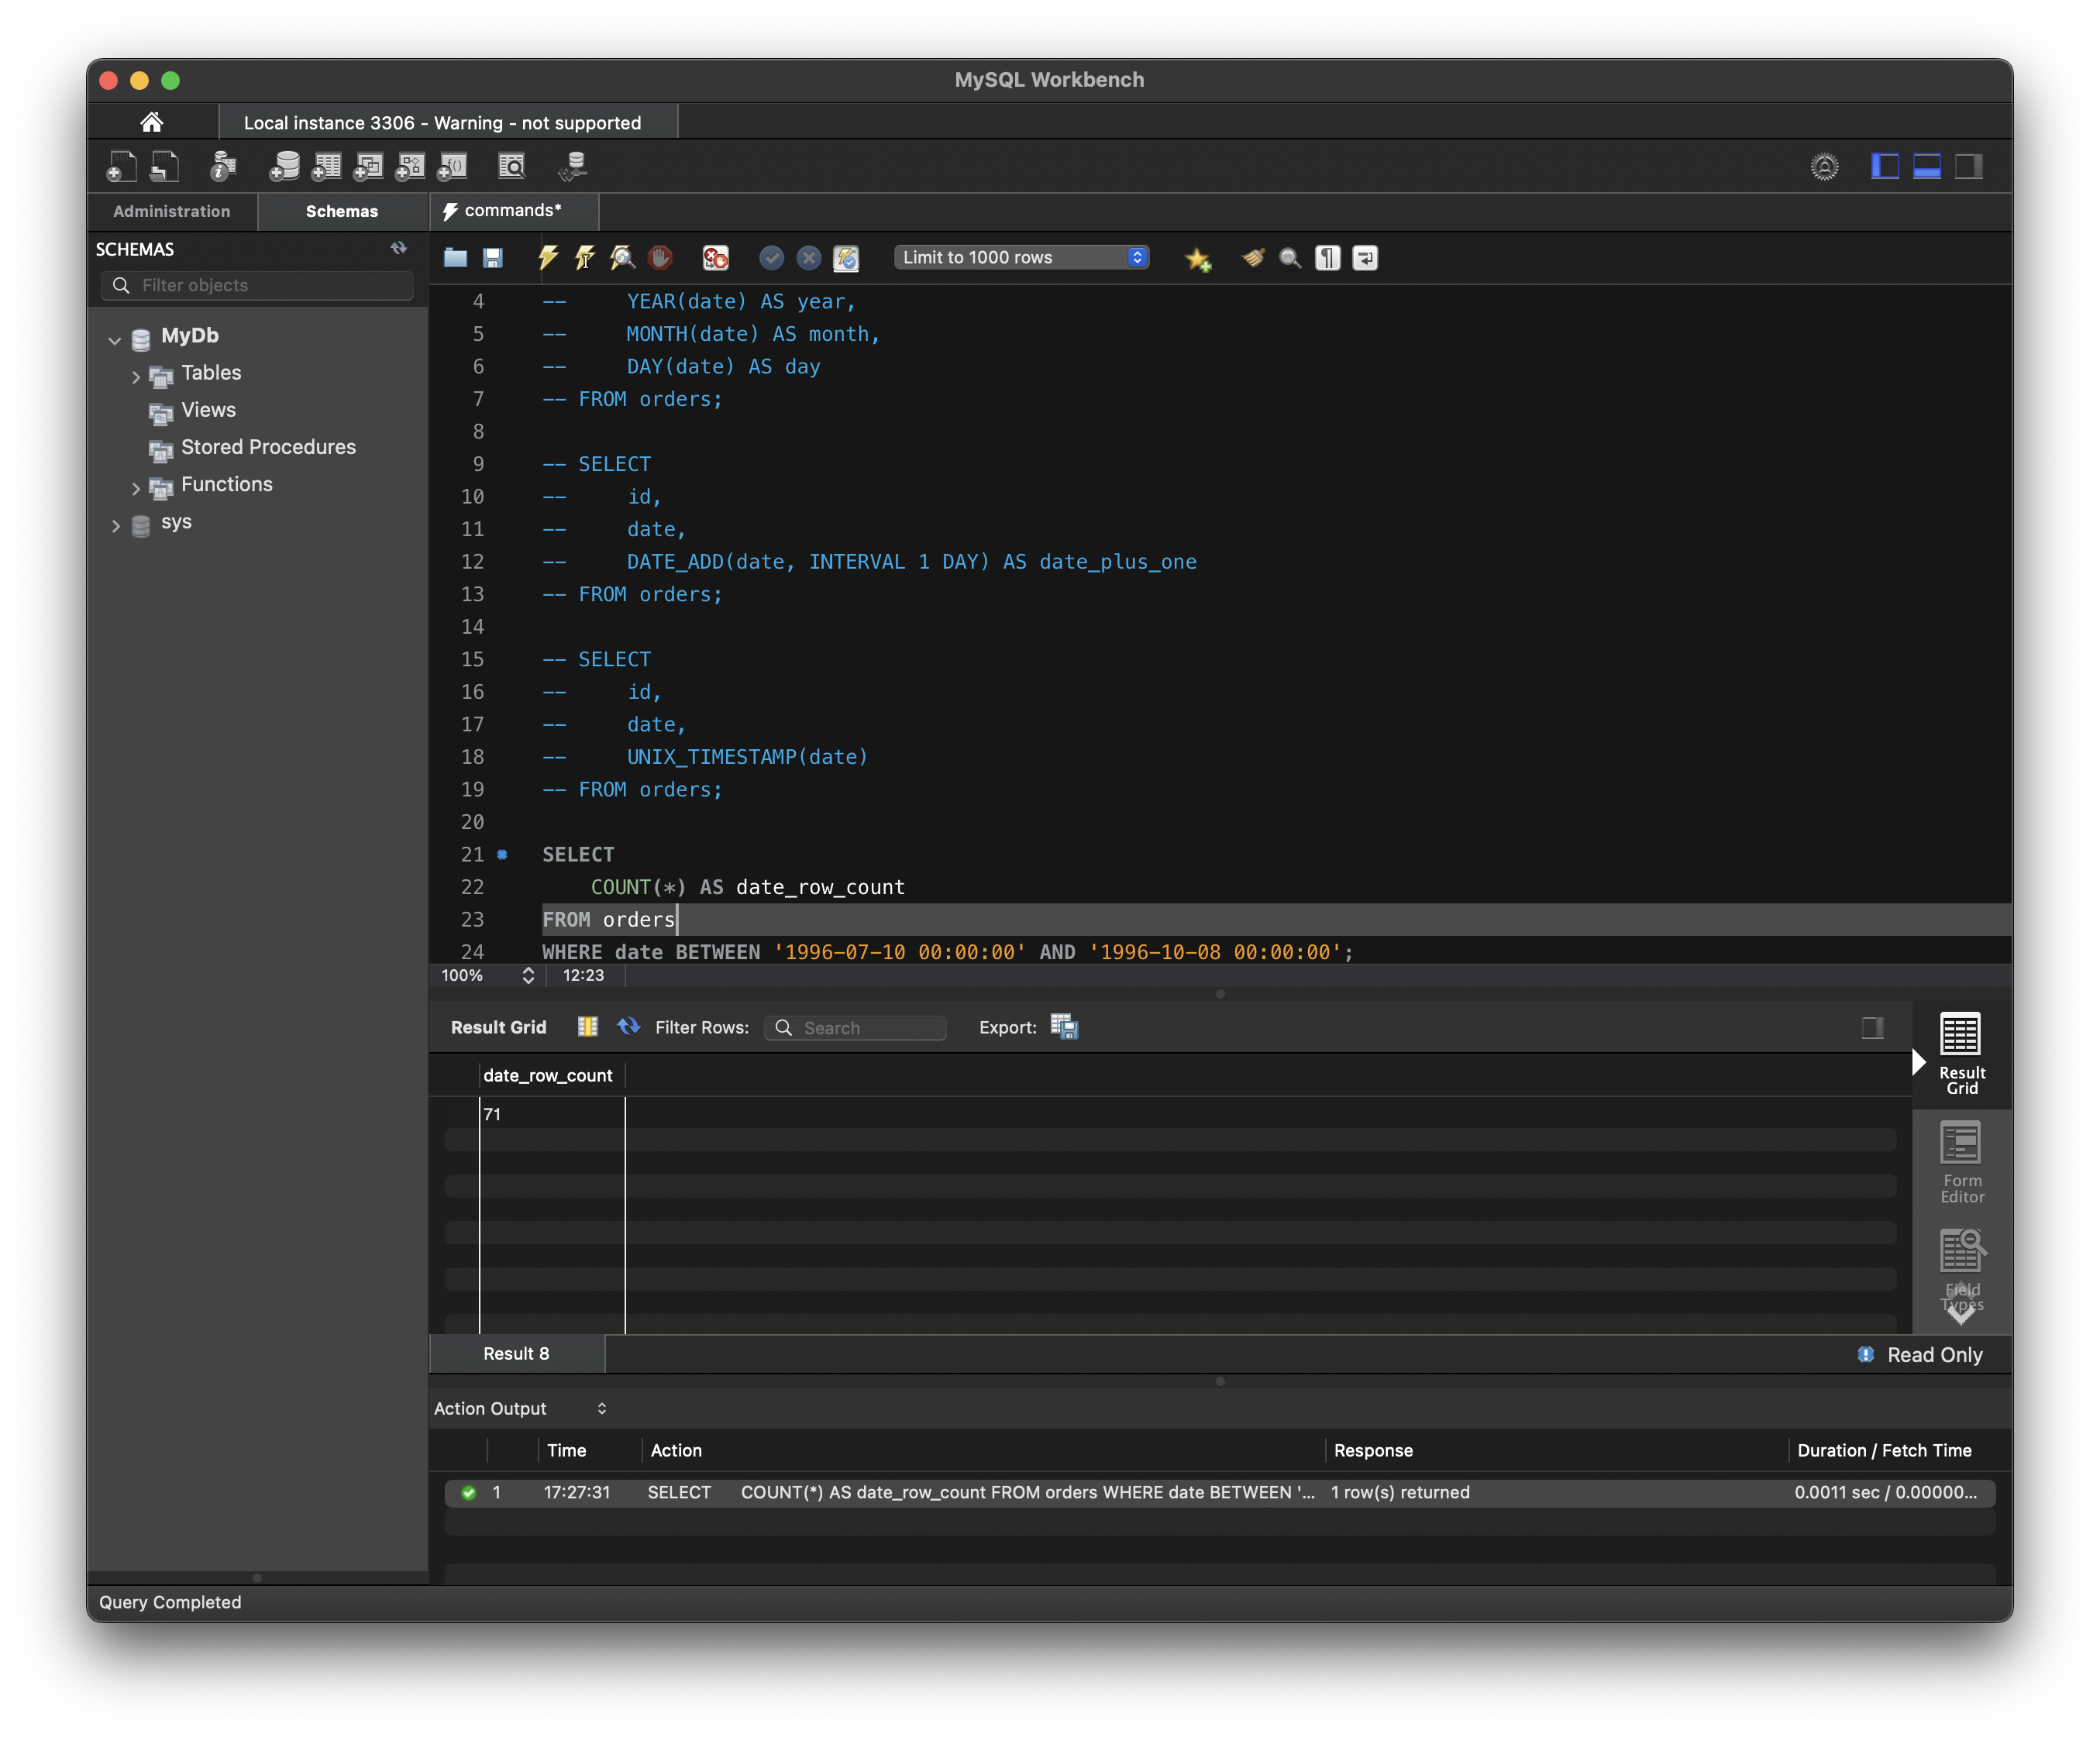 MySQL Workbench
Local instance 3306 - Warning - not supported
Administration
Schemas
commands*
SCHEMAS
Limit to 1000 rows
Filter objects
MyDb
Tables
Views
Stored Procedures
Functions
sys
4 -- YEAR(date) AS year,
5 -- MONTH(date) AS month,
6 -- DAY(date) AS day
7 -- FROM orders;
8
9 -- SELECT
10 -- id,
11 -- date,
12 -- DATE_ADD(date, INTERVAL 1 DAY) AS date_plus_one
13 -- FROM orders;
14
15 -- SELECT
16 -- id,
17 -- date,
18 -- UNIX_TIMESTAMP(date)
19 -- FROM orders;
20
21 SELECT
22 COUNT(*) AS date_row_count
23 FROM orders
24 WHERE date BETWEEN '1996-07-10 00:00:00' AND '1996-10-08 00:00:00';
100% 12:23
Result Grid Filter Rows: Search Export:
date_row_count
71
Result
Grid
Form
Editor
Field
Types
Result 8
Read Only
Action Output
Time Action Response Duration / Fetch Time
1 17:27:31 SELECT COUNT(*) AS date_row_count FROM orders WHERE date BETWEEN '... 1 row(s) returned 0.0011 sec / 0.00000...
Query Completed